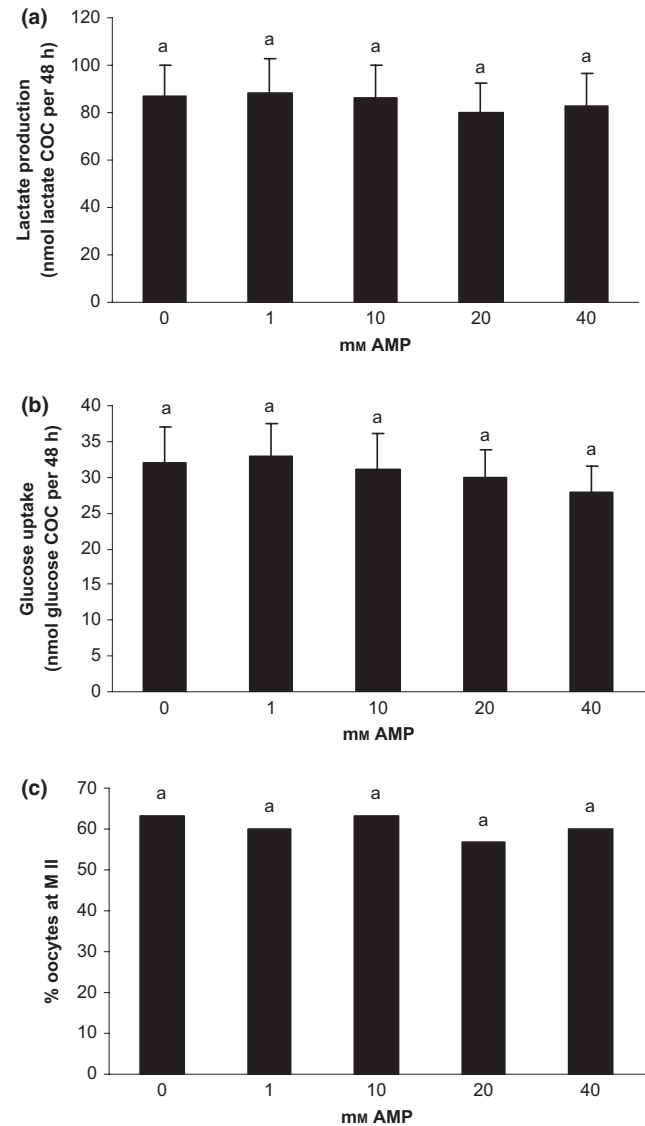 (a)
Lactate production
(nmol lactate COC per 48 h)
120
100
80
60
40
20
0
a a a a a
0 1 10 20 40
mM AMP
(b)
Glucose uptake
(nmol glucose COC per 48 h)
40
35
30
25
20
15
10
5
0
a a a a a
0 1 10 20 40
mM AMP
(c)
% oocytes at M II
70
60
50
40
30
20
10
0
a a a a a
0 1 10 20 40
mM AMP